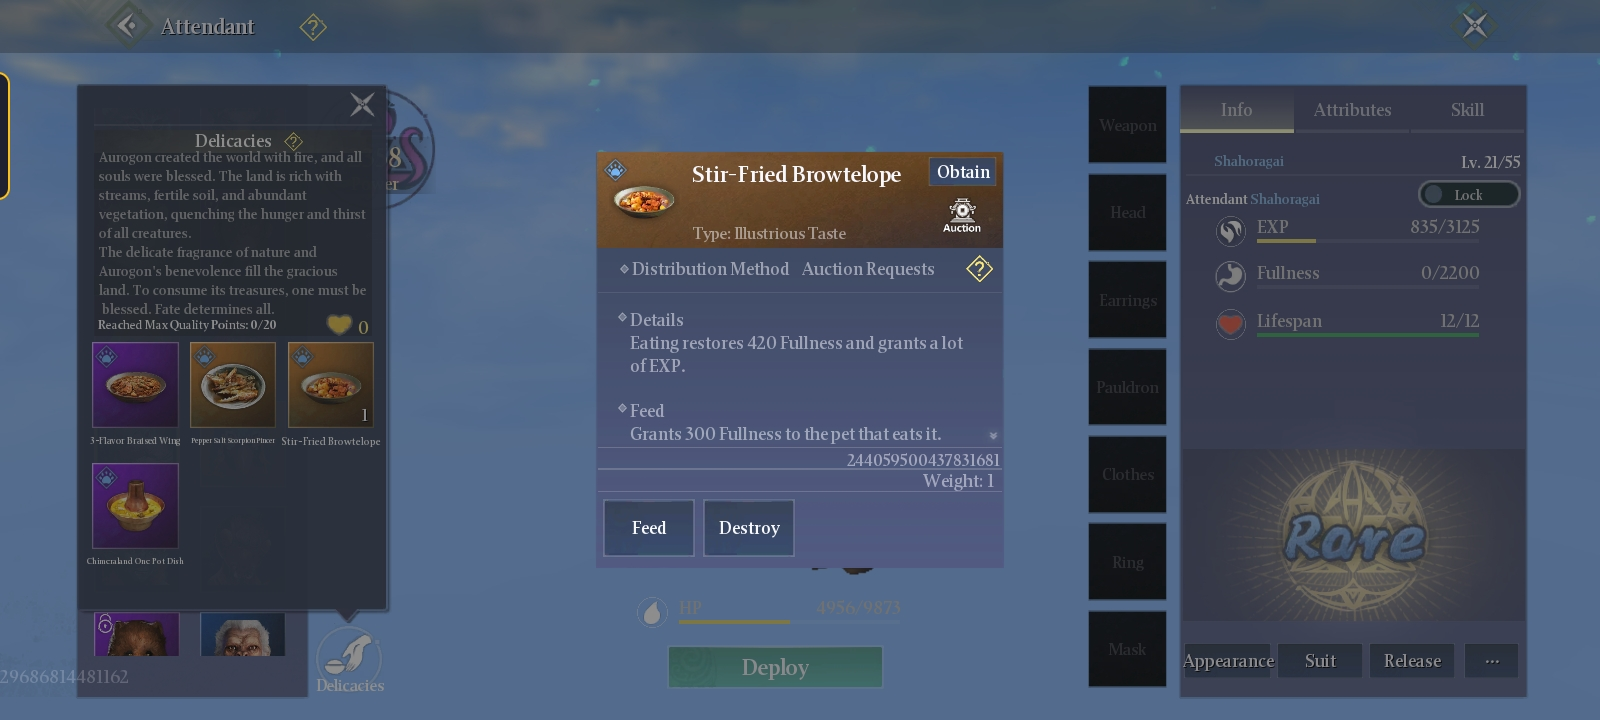 Attendant
Delicacies
Aurogon created the world with fire, and all
souls were blessed. The land is rich with
streams, fertile soil, and abundant
vegetation, quenching the hunger and thirst
of all creatures.
The delicate fragrance of nature and
Aurogon's benevolence fill the gracious
land. To consume its treasures, one must be
blessed. Fate determines all.
Reached Max Quality Points: 0/20
0
3-Flavor Braised Wing
Pepper Salt Scorpion Pincer
1
Stir-Fried Browtelope
Chimeraland One Pot Dish
29686814481162
Delicacies
Stir-Fried Browtelope
Obtain
Auction
Type: Illustrious Taste
Distribution Method Auction Requests
Details
Eating restores 420 Fullness and grants a lot
of EXP.
Feed
Grants 300 Fullness to the pet that eats it.
244059500437831681
Weight: 1
Feed
Destroy
HP 4956/9873
Deploy
Weapon
Head
Earrings
Pauldron
Clothes
Ring
Mask
Info
Attributes
Skill
Shahoragai
Lv. 21/55
Attendant Shahoragai
Lock
EXP 835/3125
Fullness 0/2200
Lifespan 12/12
Rare
Appearance
Suit
Release
...